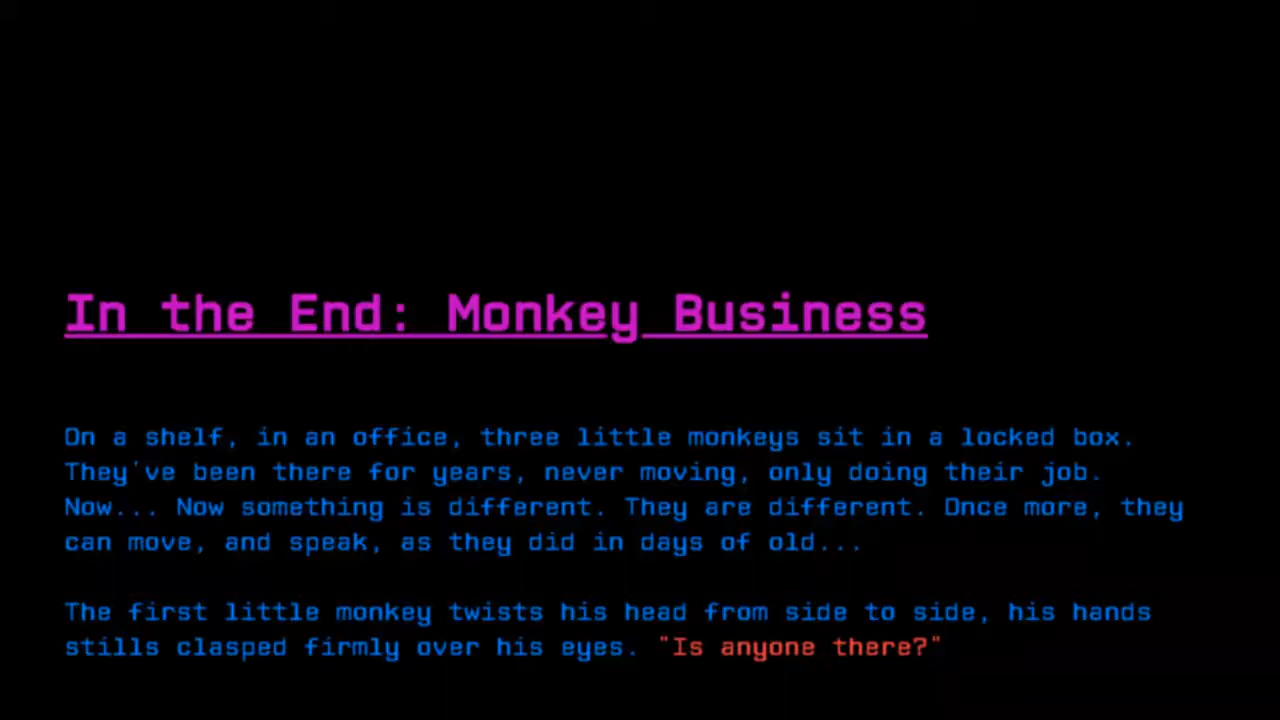 In the End: Monkey Business
On a shelf, in an office, three little monkeys sit in a locked box.
They've been there for years, never moving, only doing their job.
Now... Now something is different. They are different. Once more, they
can move, and speak, as they did in days of old...
The first little monkey twists his head from side to side, his hands
stills clasped firmly over his eyes. "Is anyone there?"